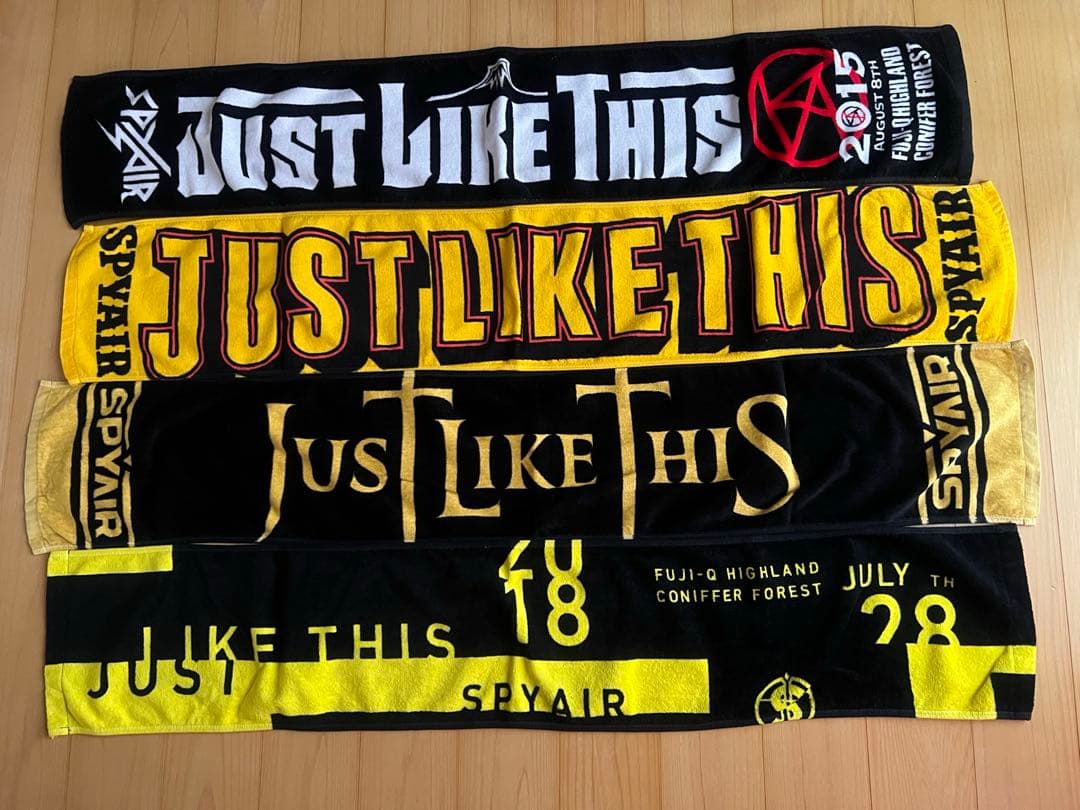 SPYAIR
JUST LIKE THIS
2015
AUGUST 8TH
FUJI-Q HIGHLAND
CONIFER FOREST
SPYAIR
JUST LIKE THIS
SPYAIR
SPYAIR
JUST LIKE THIS
SPYAIR
2018
FUJI-Q HIGHLAND
CONIFFER FOREST
JULY TH
28
LIKE THIS
JUST
SPYAIR